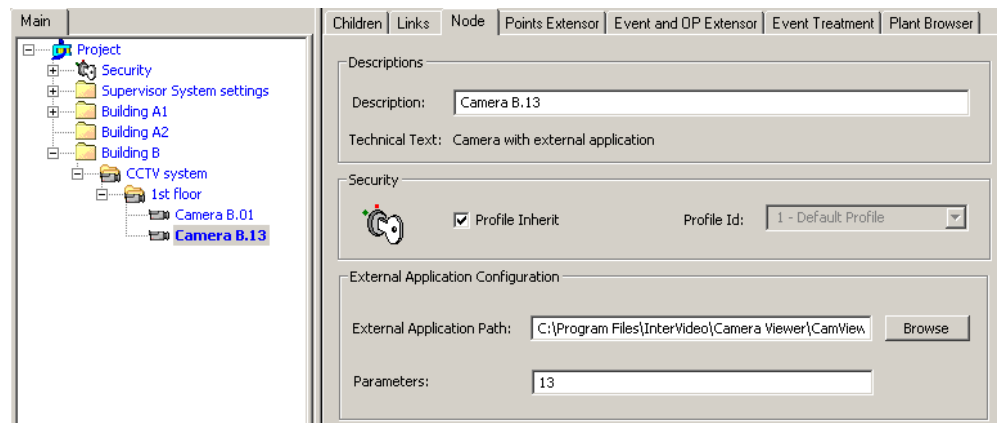 Main
Project
Security
Supervisor System settings
Building A1
Building A2
Building B
CCTV system
1st floor
Camera B.01
Camera B.13
Children Links Node Points Extensor Event and OP Extensor Event Treatment Plant Browser
Descriptions
Description: Camera B.13
Technical Text: Camera with external application
Security
Profile Inherit Profile Id: 1 - Default Profile
External Application Configuration
External Application Path: C:\Program Files\InterVideo\Camera Viewer\CamView Browse
Parameters: 13